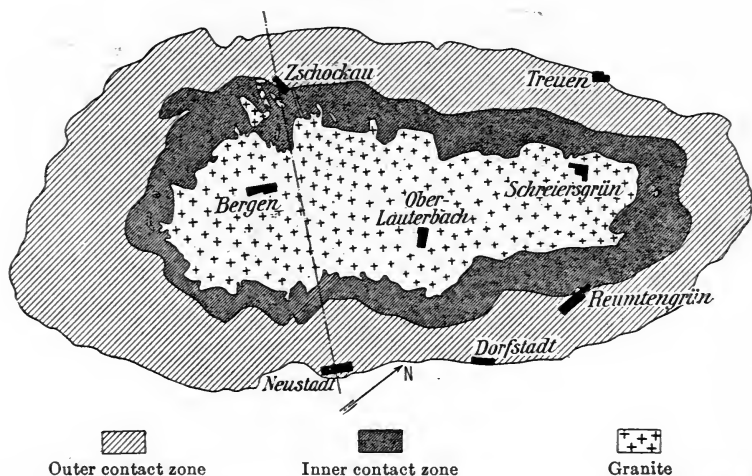 Zschockau
Treuen
Schreiersgrün
Bergen
Ober-
Lauterbach
Reumtengrün
Dorfstadt
Neustadt
N
Outer contact zone
Inner contact zone
Granite